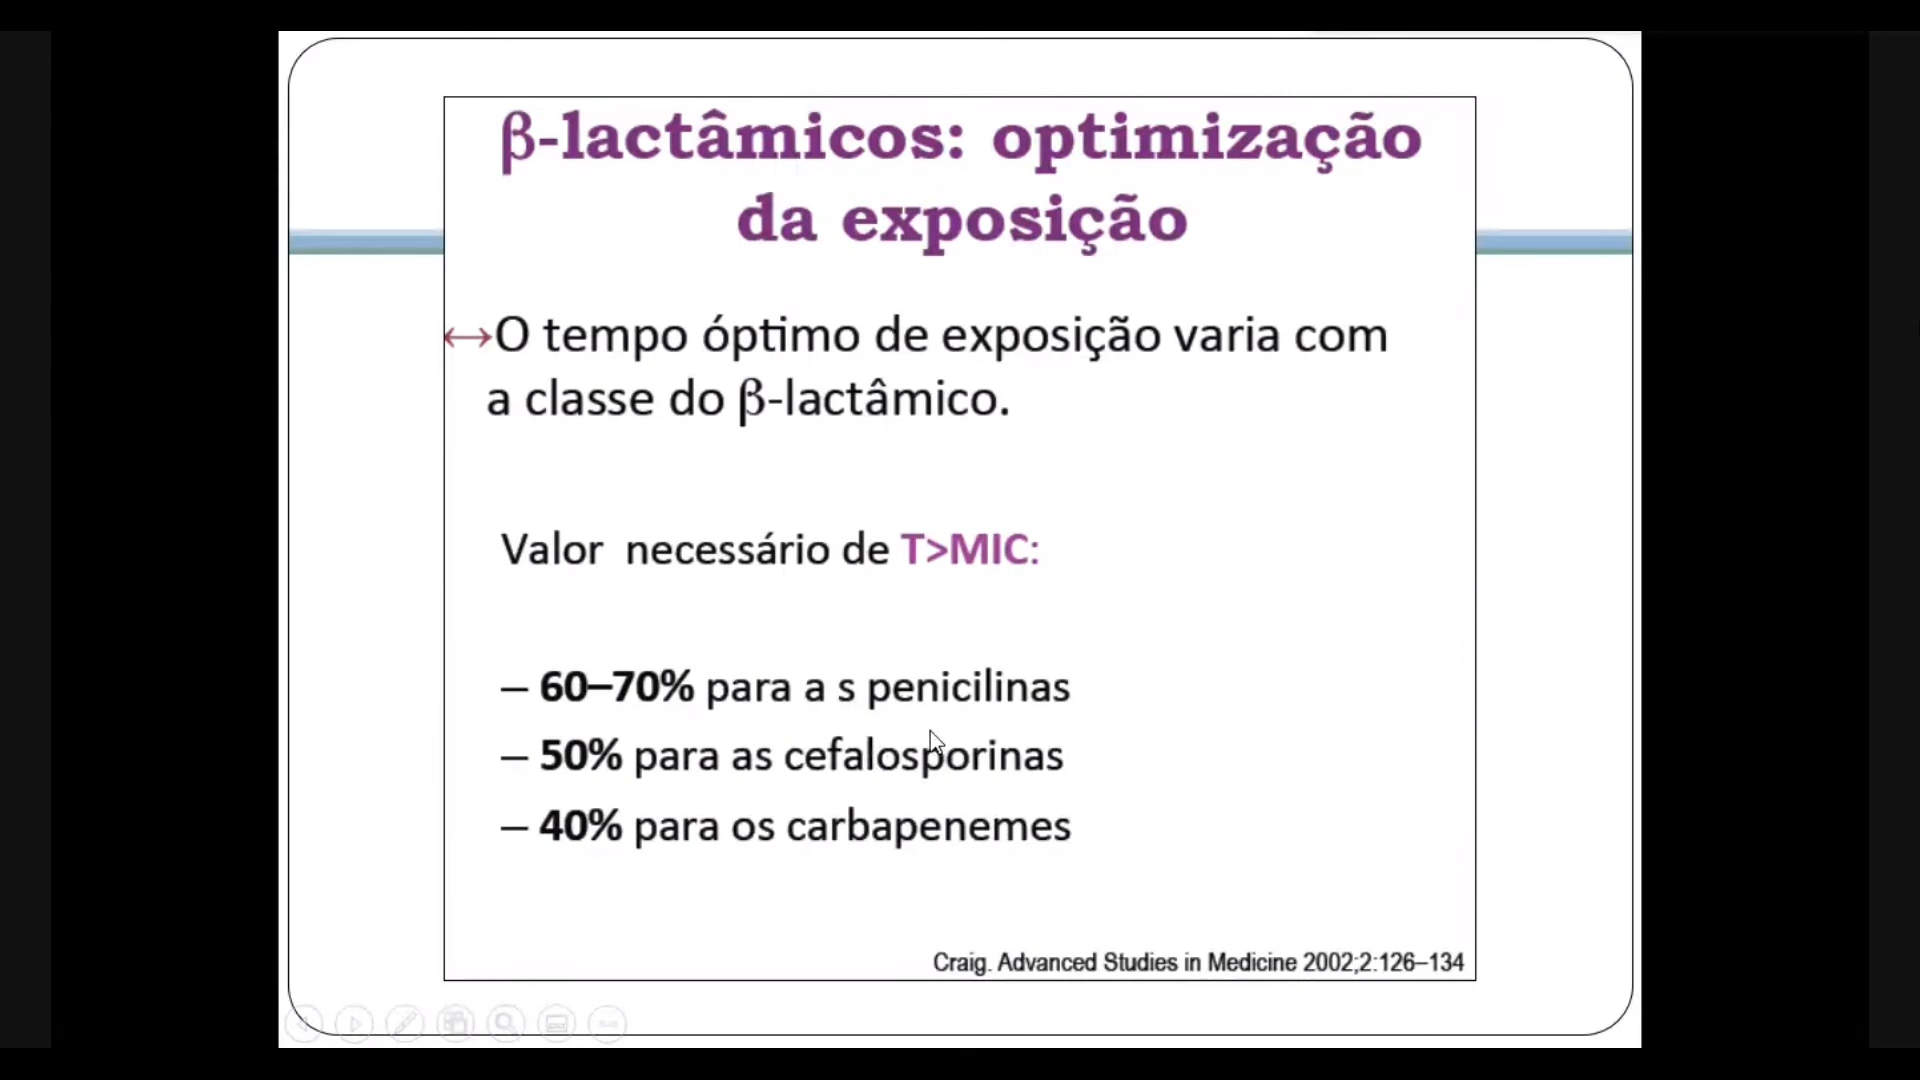 β-lactâmicos: optimização
da exposição
↔O tempo óptimo de exposição varia com
a classe do β-lactâmico.
Valor necessário de T>MIC:
– 60–70% para a s penicilinas
– 50% para as cefalosporinas
– 40% para os carbapenemes
Craig. Advanced Studies in Medicine 2002;2:126–134